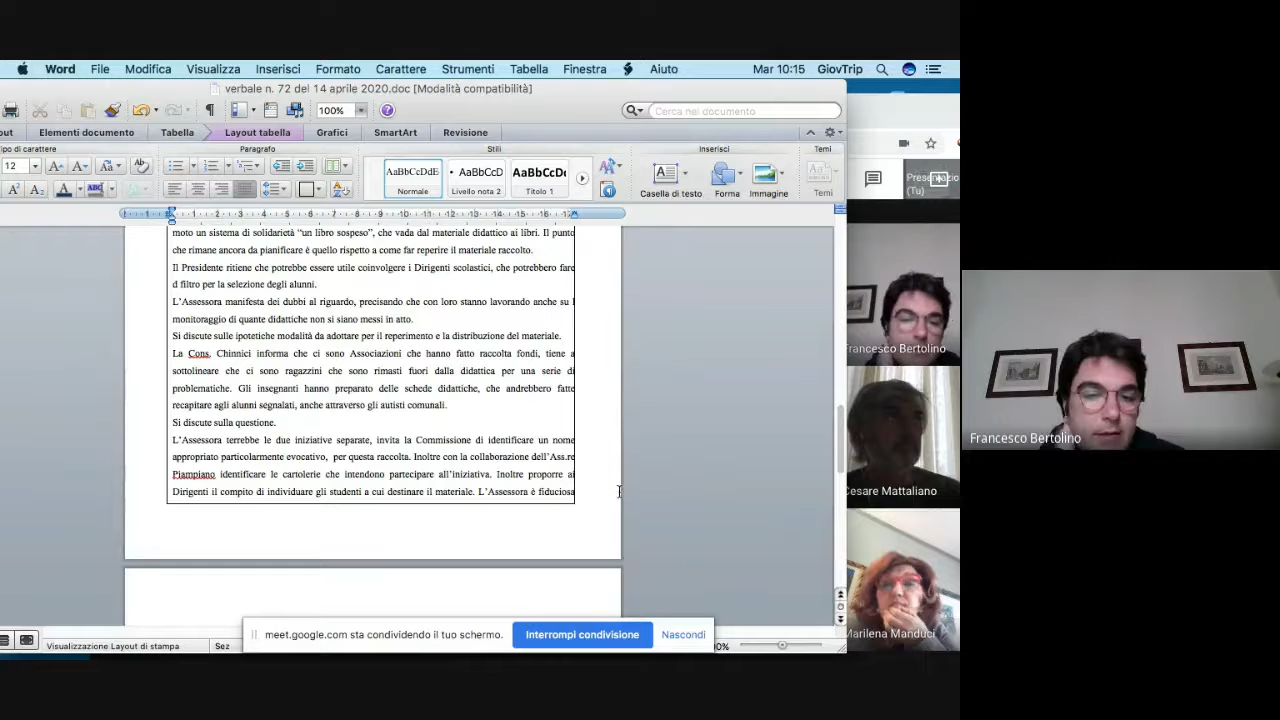 Word File Modifica Visualizza Inserisci Formato Carattere Strumenti Tabella Finestra Aiuto Mar 10:15 GiovTrip
verbale n. 72 del 14 aprile 2020.doc [Modalità compatibilità]
100% Cerca nel documento
Elementi documento Tabella Layout tabella Grafici SmartArt Revisione
Paragrafo Stili Inserisci Temi
12
AaBbCcDdE AaBbCcD AaBbCcD
Normale Livello nota 2 Titolo 1 Casella di testo Forma Immagine Temi
(Tu)
moto un sistema di solidarietà “un libro sospeso”, che vada dal materiale didattico ai libri. Il punto
che rimane ancora da pianificare è quello rispetto a come far reperire il materiale raccolto.
Il Presidente ritiene che potrebbe essere utile coinvolgere i Dirigenti scolastici, che potrebbero fare
d filtro per la selezione degli alunni.
L’Assessora manifesta dei dubbi al riguardo, precisando che con loro stanno lavorando anche su
monitoraggio di quante didattiche non si siano messi in atto.
Si discute sulle ipotetiche modalità da adottare per il reperimento e la distribuzione del materiale.
La Cons. Chinnici informa che ci sono Associazioni che hanno fatto raccolta fondi, tiene a
sottolineare che ci sono ragazzini che sono rimasti fuori dalla didattica per una serie di
problematiche. Gli insegnanti hanno preparato delle schede didattiche, che andrebbero fatte
recapitare agli alunni segnalati, anche attraverso gli autisti comunali.
Si discute sulla questione.
L’Assessora terrebbe le due iniziative separate, invita la Commissione di identificare un nome
appropriato particolarmente evocativo, per questa raccolta. Inoltre con la collaborazione dell’Ass.re
Piampiano identificare le cartolerie che intendono partecipare all’iniziativa. Inoltre proporre ai
Dirigenti il compito di individuare gli studenti a cui destinare il materiale. L’Assessora è fiduciosa
meet.google.com sta condividendo il tuo schermo. Interrompi condivisione Nascondi
Visualizzazione Layout di stampa Sez
Francesco Bertolino
Cesare Mattaliano
Marilena Manduci
Francesco Bertolino